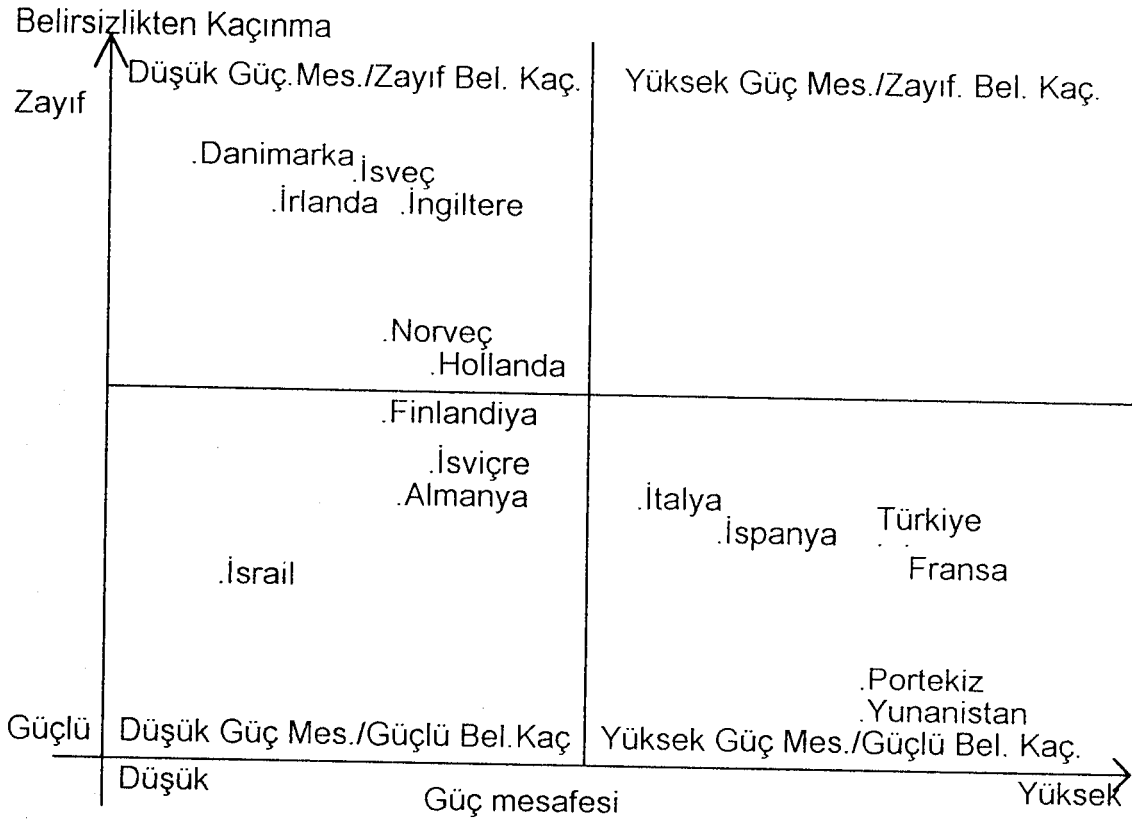 Belirsizlikten Kaçınma
Düşük Güç.Mes./Zayıf Bel. Kaç.
Yüksek Güç Mes./Zayıf. Bel. Kaç.
Zayıf
.Danimarka
.İsveç
.İrlanda .İngiltere
.Norveç
.Hollanda
.Finlandiya
.İsviçre
.Almanya
.İtalya
.İspanya
Türkiye
Fransa
.İsrail
.Portekiz
.Yunanistan
Güçlü
Düşük Güç Mes./Güçlü Bel.Kaç
Yüksek Güç Mes./Güçlü Bel. Kaç.
Düşük
Güç mesafesi
Yüksek